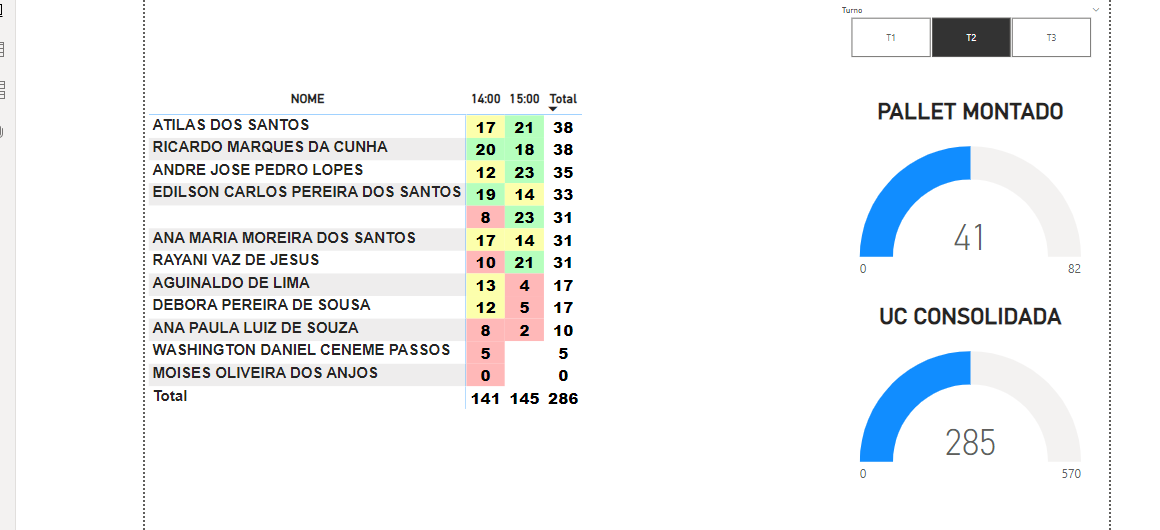 Turno
T1 T2 T3
NOME 14:00 15:00 Total
ATILAS DOS SANTOS 17 21 38
RICARDO MARQUES DA CUNHA 20 18 38
ANDRE JOSE PEDRO LOPES 12 23 35
EDILSON CARLOS PEREIRA DOS SANTOS 19 14 33
8 23 31
ANA MARIA MOREIRA DOS SANTOS 17 14 31
RAYANI VAZ DE JESUS 10 21 31
AGUINALDO DE LIMA 13 4 17
DEBORA PEREIRA DE SOUSA 12 5 17
ANA PAULA LUIZ DE SOUZA 8 2 10
WASHINGTON DANIEL CENEME PASSOS 5 5
MOISES OLIVEIRA DOS ANJOS 0 0
Total 141 145 286
PALLET MONTADO
41
0 82
UC CONSOLIDADA
285
0 570